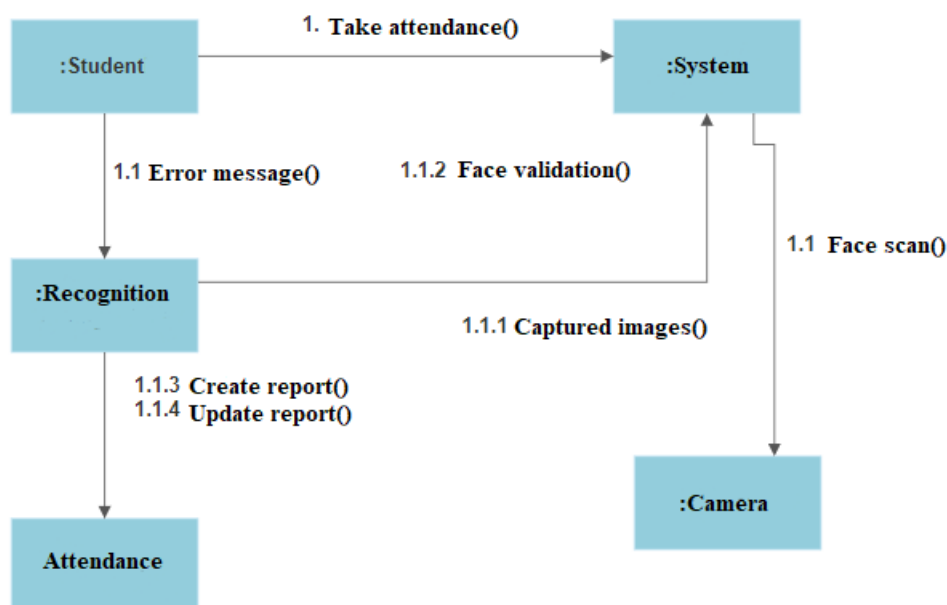 1. Take attendance()
:Student
:System
1.1 Error message()
1.1.2 Face validation()
1.1 Face scan()
:Recognition
1.1.1 Captured images()
1.1.3 Create report()
1.1.4 Update report()
:Camera
Attendance